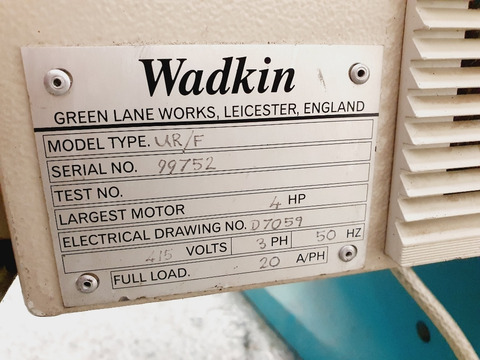 Wadkin
GREEN LANE WORKS, LEICESTER, ENGLAND
MODEL TYPE. UR/F
SERIAL NO. 99752
TEST NO.
LARGEST MOTOR 4 HP
ELECTRICAL DRAWING NO. D7059
415 VOLTS 3 PH 50 HZ
FULL LOAD. 20 A/PH